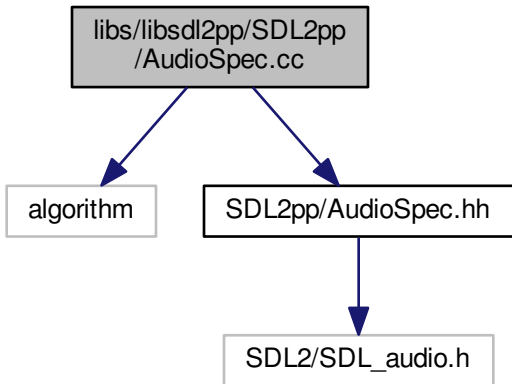 libs/libsdl2pp/SDL2pp
/AudioSpec.cc
algorithm
SDL2pp/AudioSpec.hh
SDL2/SDL_audio.h